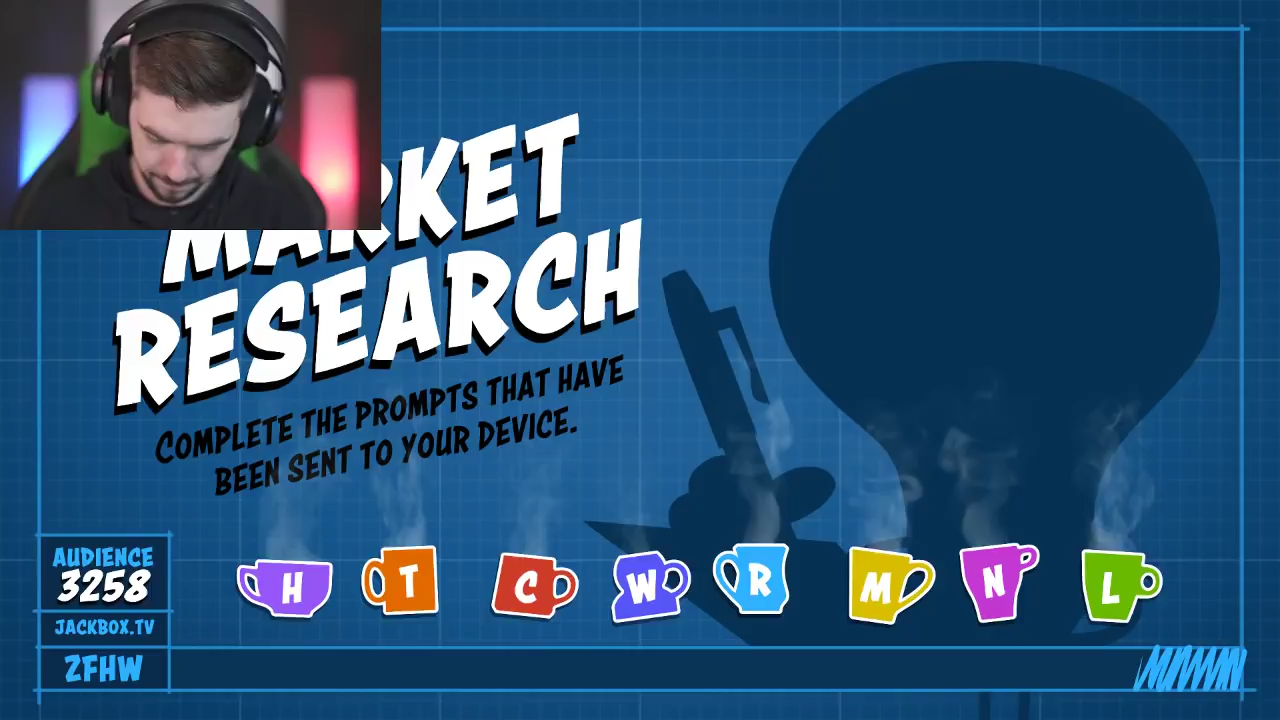 MARKET
RESEARCH
COMPLETE THE PROMPTS THAT HAVE
BEEN SENT TO YOUR DEVICE.
AUDIENCE
3258
JACKBOX.TV
ZFHW
H T C W R M N L